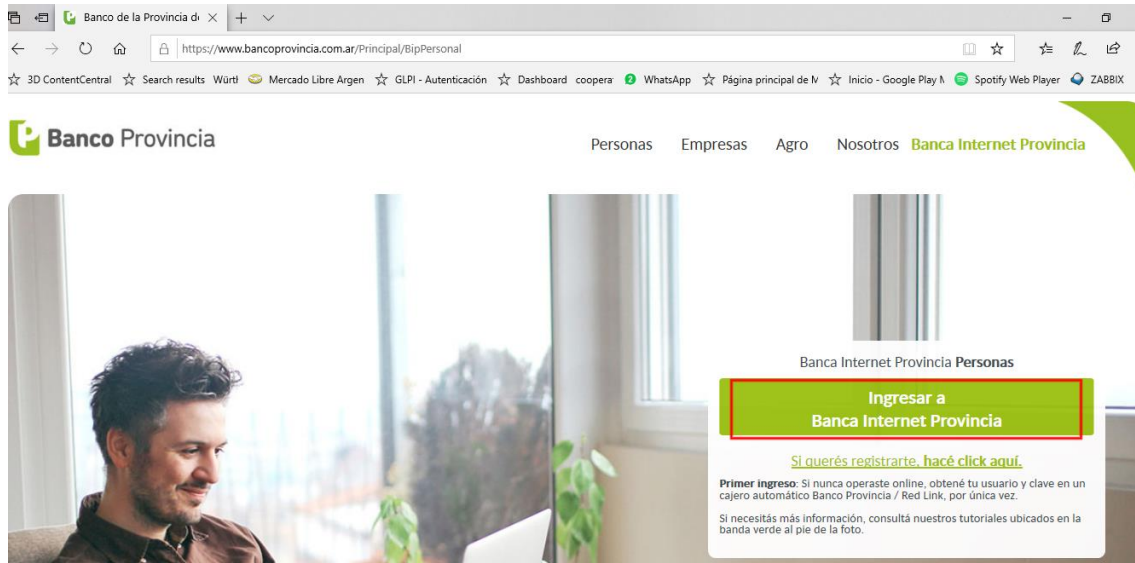 Banco de la Provincia d
https://www.bancoprovincia.com.ar/Principal/BipPersonal
3D ContentCentral Search results Würt Mercado Libre Argen GLPI - Autenticación Dashboard coopera WhatsApp Página principal de Inicio - Google Play Spotify Web Player ZABBIX
Banco Provincia
Personas Empresas Agro Nosotros Banca Internet Provincia
Banca Internet Provincia Personas
Ingresar a
Banca Internet Provincia
Si querés registrarte, hacé click aquí.
Primer ingreso: Si nunca operaste online, obtené tu usuario y clave en un
cajero automático Banco Provincia / Red Link, por única vez.
Si necesitás más información, consultá nuestros tutoriales ubicados en la
banda verde al pie de la foto.